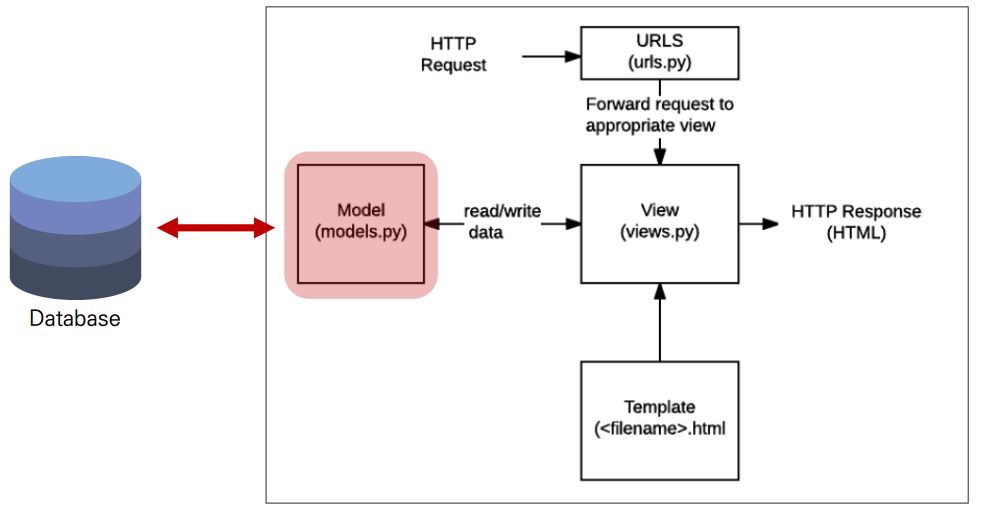 HTTP
Request
URLS
(urls.py)
Forward request to
appropriate view
Model
(models.py)
read/write
data
View
(views.py)
HTTP Response
(HTML)
Database
Template
(<filename>.html